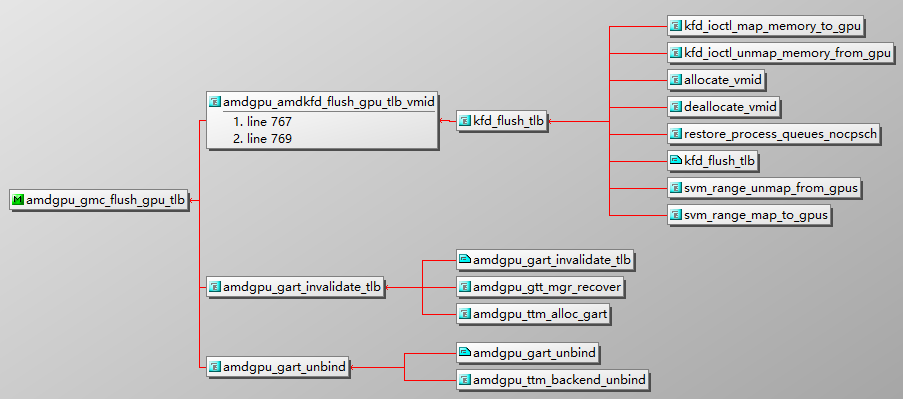 kfd_ioctl_map_memory_to_gpu
kfd_ioctl_unmap_memory_from_gpu
allocate_vmid
amdgpu_amdkfd_flush_gpu_tlb_vmid
1. line 767
2. line 769
deallocate_vmid
kfd_flush_tlb
restore_process_queues_nocpsch
kfd_flush_tlb
svm_range_unmap_from_gpus
M amdgpu_gmc_flush_gpu_tlb
svm_range_map_to_gpus
amdgpu_gart_invalidate_tlb
amdgpu_gart_invalidate_tlb
amdgpu_gtt_mgr_recover
amdgpu_ttm_alloc_gart
amdgpu_gart_unbind
amdgpu_gart_unbind
amdgpu_ttm_backend_unbind